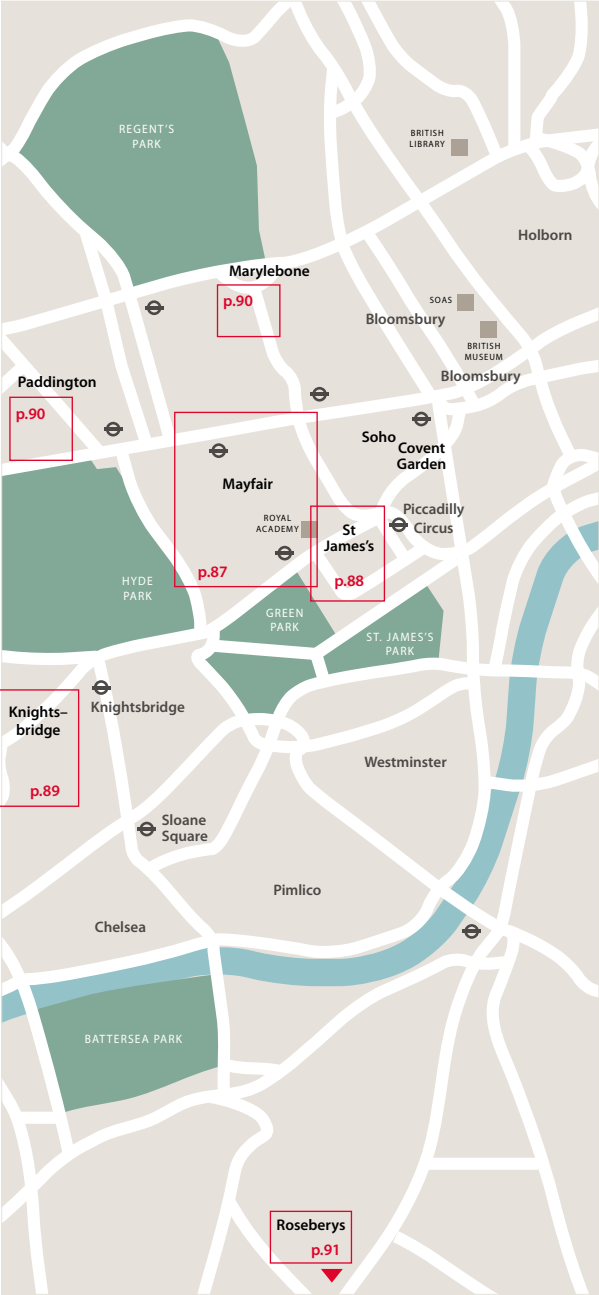 REGENT'S
PARK
BRITISH
LIBRARY
Holborn
Marylebone
p.90
SOAS
Bloomsbury
BRITISH
MUSEUM
Bloomsbury
Paddington
p.90
Soho
Covent
Garden
Mayfair
Piccadilly
Circus
ROYAL
ACADEMY
St
James's
p.87
p.88
HYDE
PARK
GREEN
PARK
ST. JAMES'S
PARK
Knightsbridge
Knights–
bridge
p.89
Westminster
Sloane
Square
Pimlico
Chelsea
BATTERSEA PARK
Roseberys
p.91